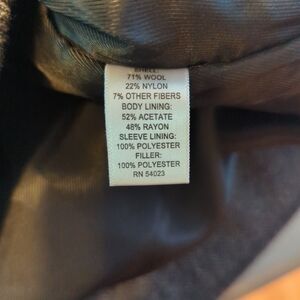 SHELL:
71% WOOL
22% NYLON
7% OTHER FIBERS
BODY LINING:
52% ACETATE
48% RAYON
SLEEVE LINING:
100% POLYESTER
FILLER:
100% POLYESTER
RN 54023